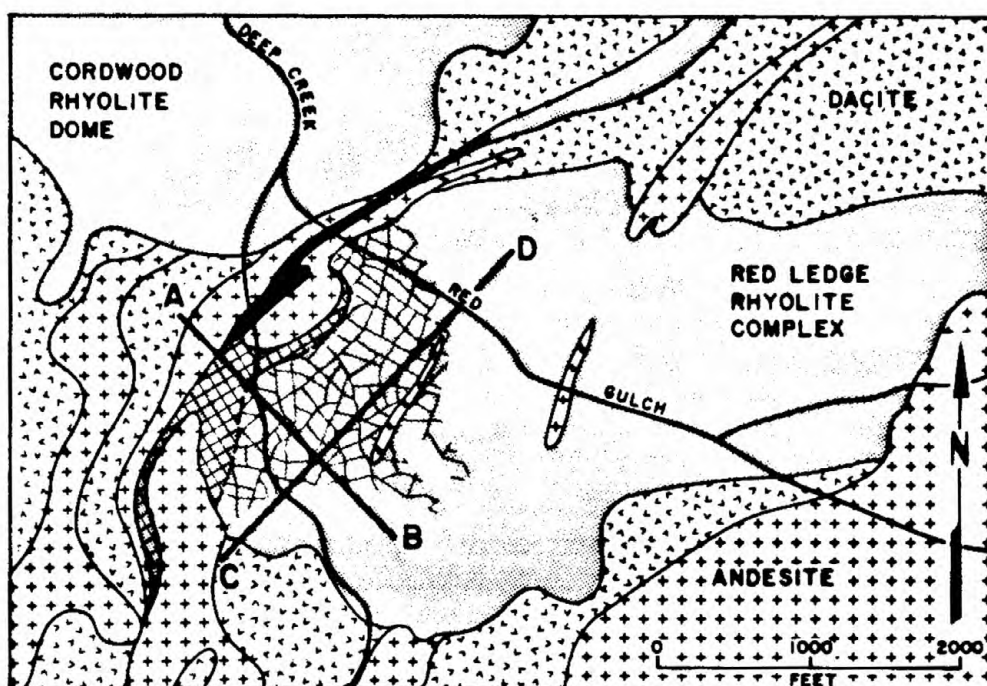 CORDWOOD
RHYOLITE
DOME
DEEP CREEK
DACITE
D
A
RED
RED LEDGE
RHYOLITE
COMPLEX
GULCH
N
B
C
ANDESITE
0 1000 2000
FEET